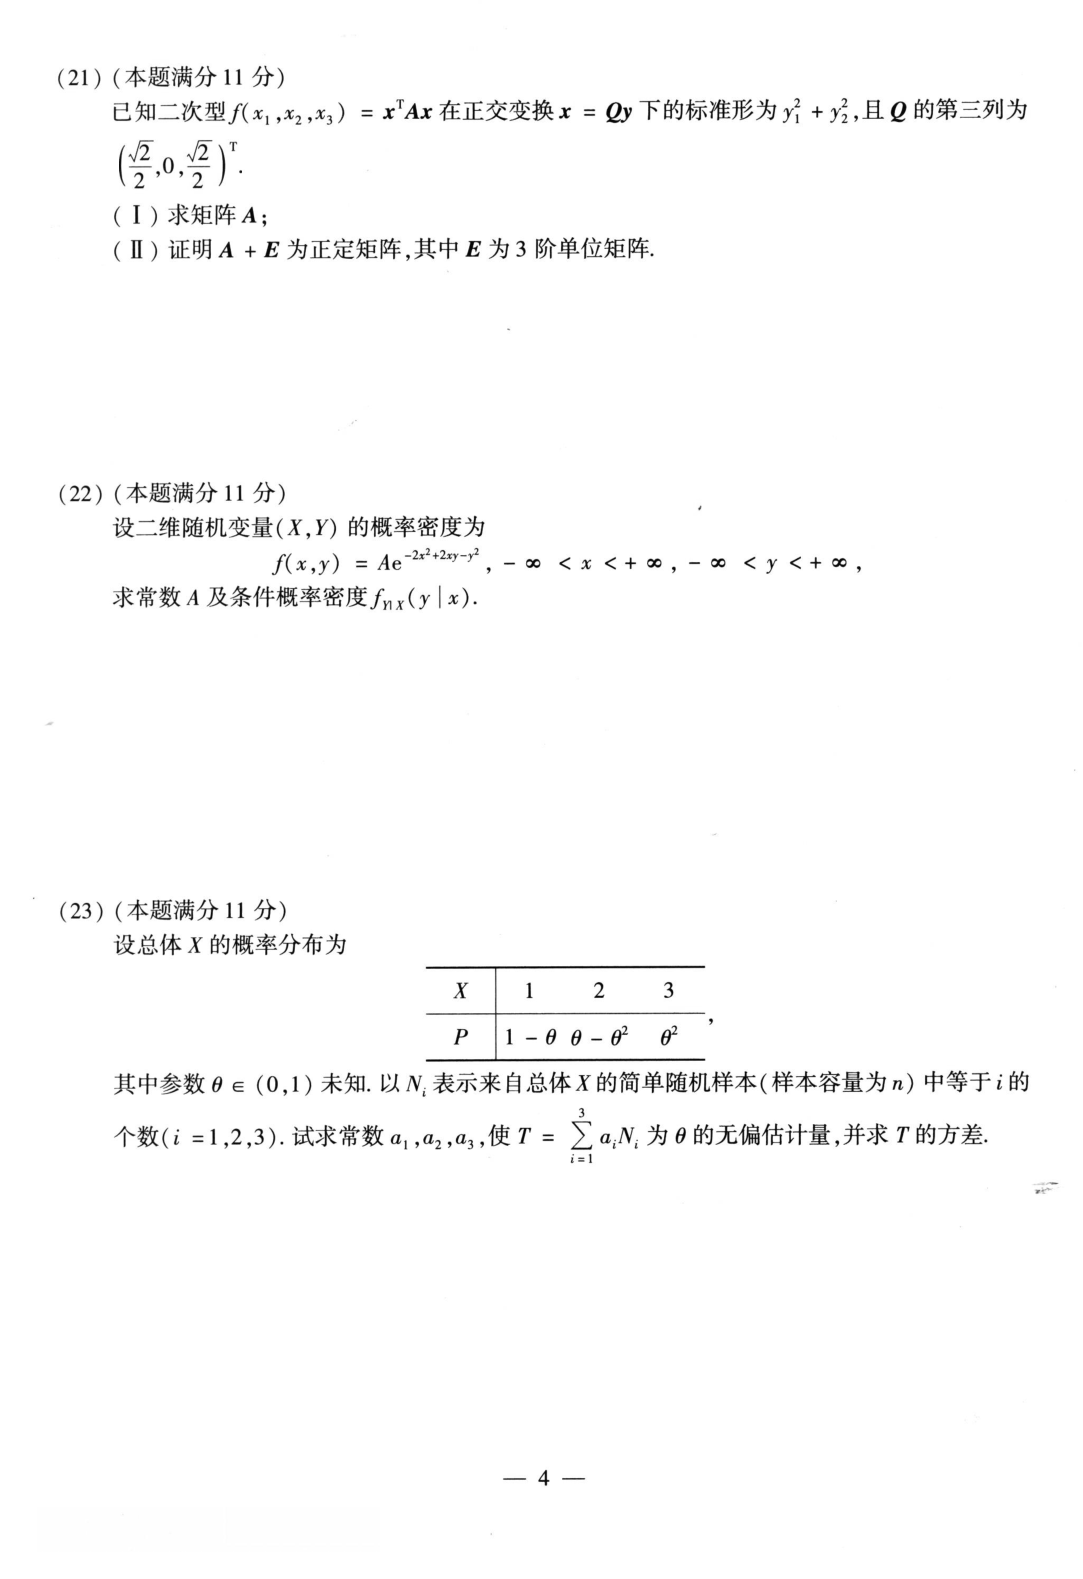 (21) (本题满分 11 分)
已知二次型 f(x₁,x₂,x₃) = xᵀAx 在正交变换 x = Qy 下的标准形为 y₁² + y₂²,且 Q 的第三列为
(√2/2,0,√2/2)ᵀ.
(Ⅰ) 求矩阵 A;
(Ⅱ) 证明 A + E 为正定矩阵,其中 E 为 3 阶单位矩阵.
(22) (本题满分 11 分)
设二维随机变量(X,Y) 的概率密度为
f(x,y) = Ae^(-2x²+2xy-y²), - ∞ < x < + ∞, - ∞ < y < + ∞,
求常数 A 及条件概率密度 f_{Y|X}(y|x).
(23) (本题满分 11 分)
设总体 X 的概率分布为
X 1 2 3
P 1 - θ θ - θ² θ² ,
其中参数 θ ∈ (0,1) 未知. 以 Nᵢ 表示来自总体 X 的简单随机样本(样本容量为 n) 中等于 i 的
个数(i = 1,2,3). 试求常数 a₁,a₂,a₃,使 T = ∑_{i=1}^{3} aᵢNᵢ 为 θ 的无偏估计量,并求 T 的方差.
— 4 —